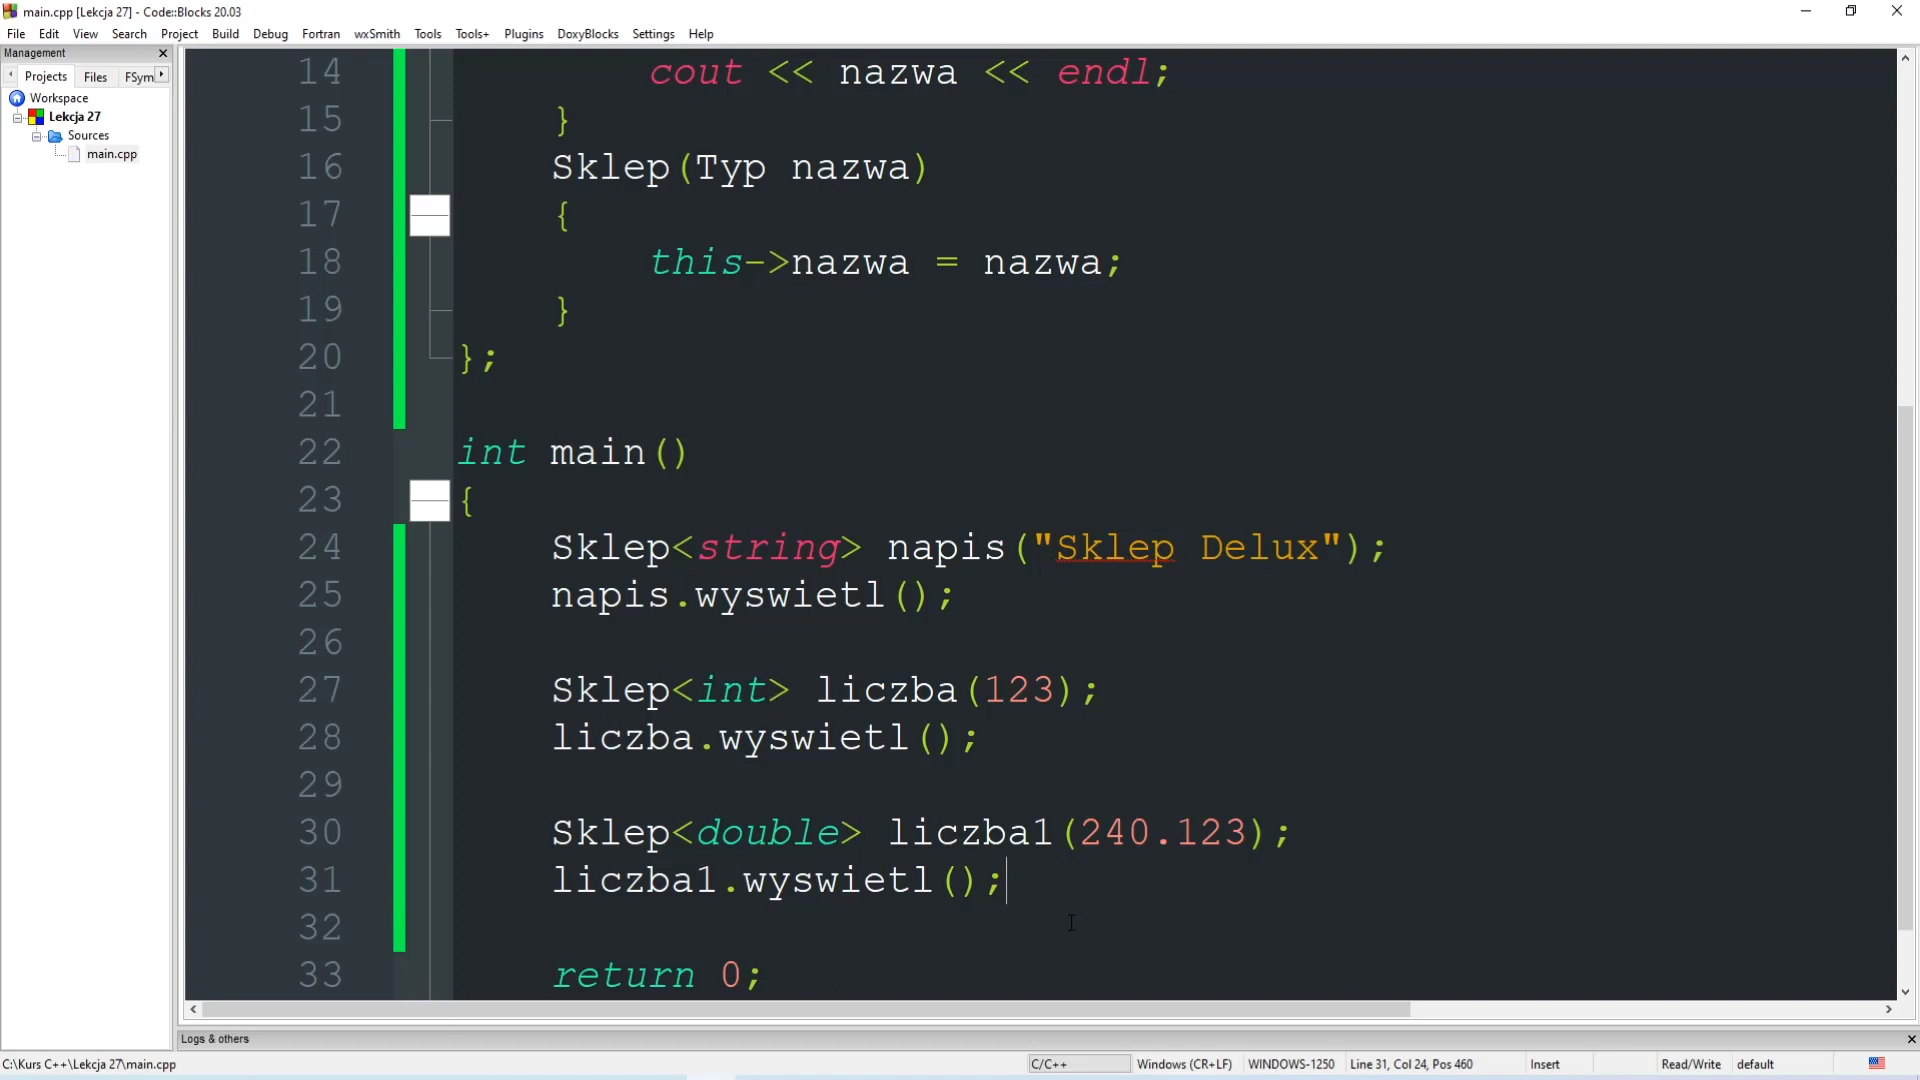 main.cpp [Lekcja 27] - Code::Blocks 20.03
File Edit View Search Project Build Debug Fortran wxSmith Tools Tools+ Plugins DoxyBlocks Settings Help
Management
Projects Files FSym
Workspace
Lekcja 27
Sources
main.cpp
14 cout << nazwa << endl;
15 }
16 Sklep(Typ nazwa)
17 {
18 this->nazwa = nazwa;
19 }
20 };
21
22 int main()
23 {
24 Sklep<string> napis("Sklep Delux");
25 napis.wyswietl();
26
27 Sklep<int> liczba(123);
28 liczba.wyswietl();
29
30 Sklep<double> liczba1(240.123);
31 liczba1.wyswietl();
32
33 return 0;
Logs & others
C:\Kurs C++\Lekcja 27\main.cpp C/C++ Windows (CR+LF) WINDOWS-1250 Line 31, Col 24, Pos 460 Insert Read/Write default